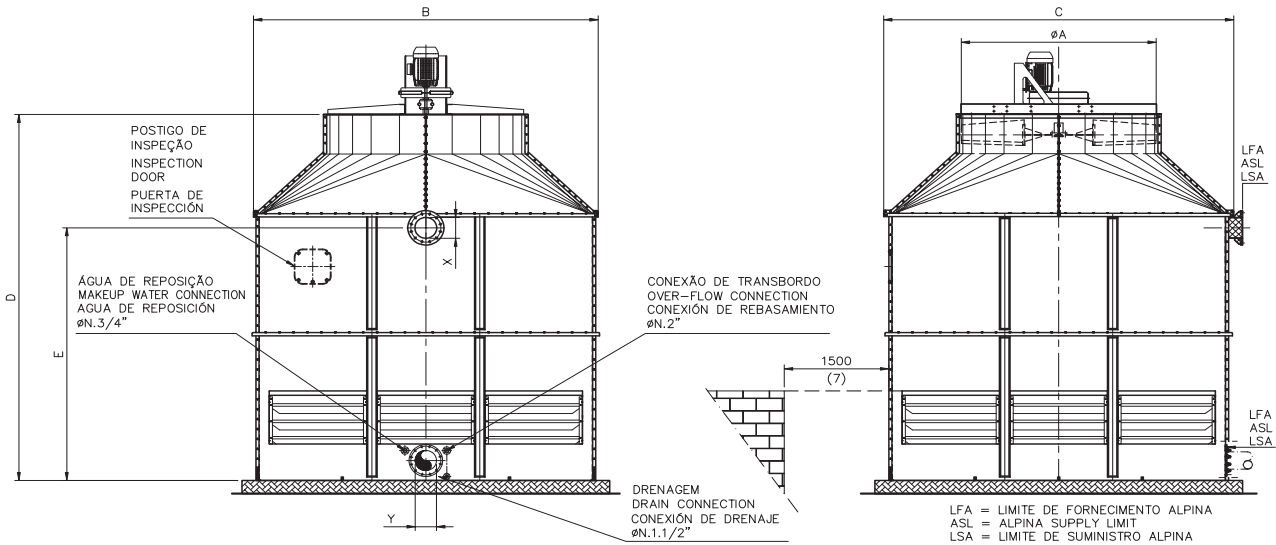 B
C
øA
POSTIGO DE
INSPEÇÃO
INSPECTION
DOOR
PUERTA DE
INSPECCIÓN
LFA
ASL
LSA
X
D
E
ÁGUA DE REPOSIÇÃO
MAKEUP WATER CONNECTION
AGUA DE REPOSICIÓN
øN.3/4"
CONEXÃO DE TRANSBORDO
OVER-FLOW CONNECTION
CONEXIÓN DE REBASAMIENTO
øN.2"
1500
(7)
LFA
ASL
LSA
Y
DRENAGEM
DRAIN CONNECTION
CONEXIÓN DE DRENAJE
øN.1.1/2"
LFA = LIMITE DE FORNECIMENTO ALPINA
ASL = ALPINA SUPPLY LIMIT
LSA = LIMITE DE SUMINISTRO ALPINA